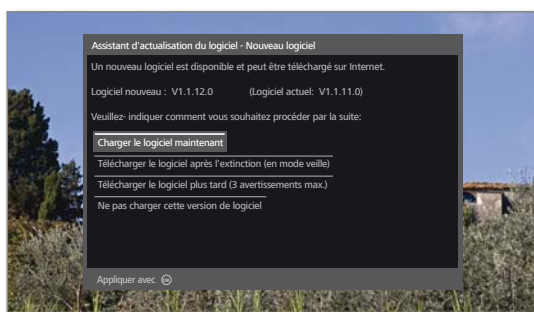 Assistant d'actualisation du logiciel - Nouveau logiciel
Un nouveau logiciel est disponible et peut être téléchargé sur Internet.
Logiciel nouveau : V1.1.12.0 (Logiciel actuel: V1.1.11.0)
Veuillez- indiquer comment vous souhaitez procéder par la suite:
Charger le logiciel maintenant
Télécharger le logiciel après l'extinction (en mode veille)
Télécharger le logiciel plus tard (3 avertissements max.)
Ne pas charger cette version de logiciel
Appliquer avec OK